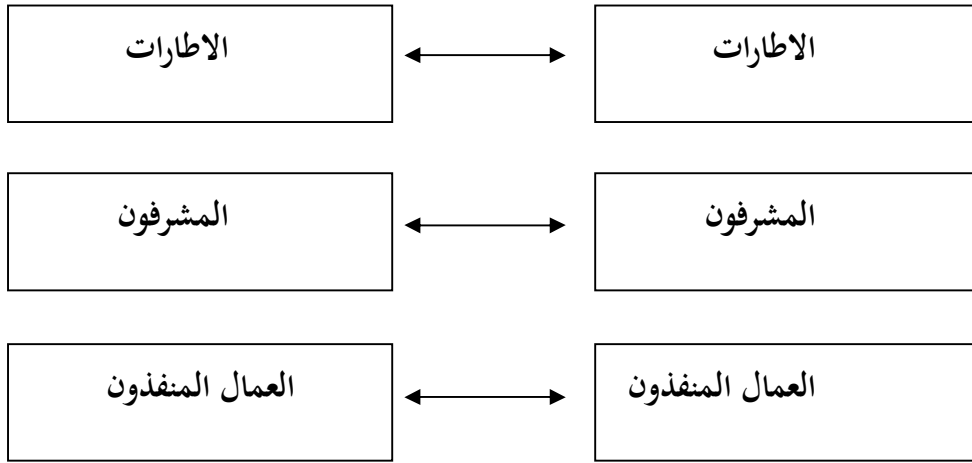 الاطارات
الاطارات
المشرفون
المشرفون
العمال المنفذون
العمال المنفذون